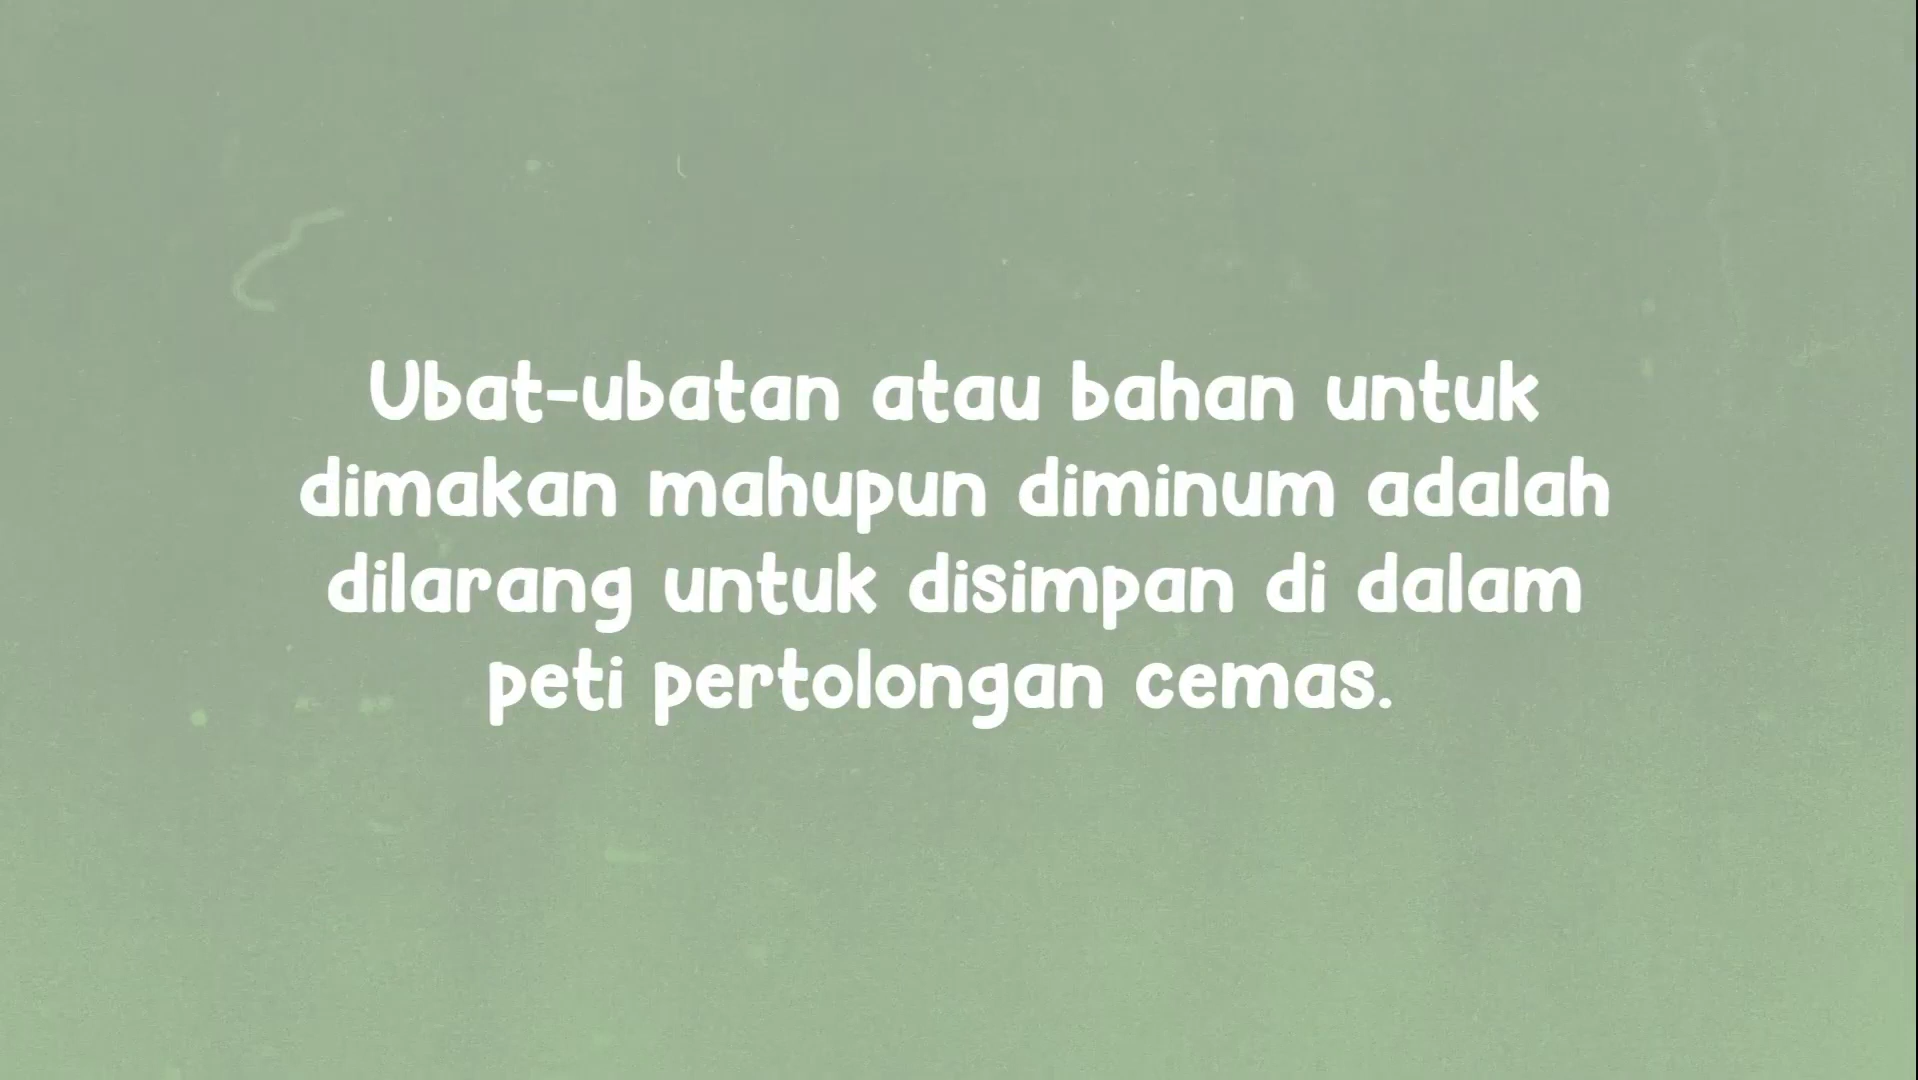 Ubat-ubatan atau bahan untuk
dimakan mahupun diminum adalah
dilarang untuk disimpan di dalam
peti pertolongan cemas.